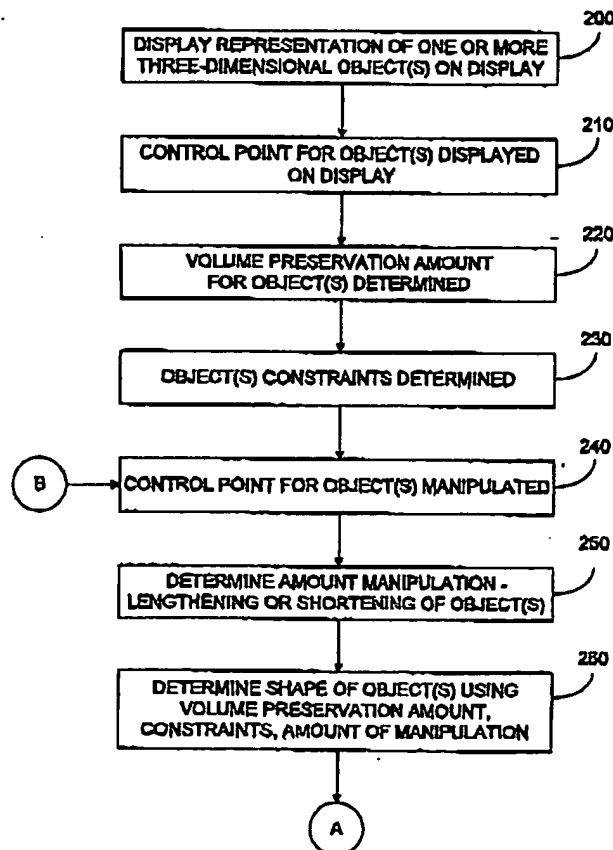 200
DISPLAY REPRESENTATION OF ONE OR MORE
THREE-DIMENSIONAL OBJECT(S) ON DISPLAY
210
CONTROL POINT FOR OBJECT(S) DISPLAYED
ON DISPLAY
220
VOLUME PRESERVATION AMOUNT
FOR OBJECT(S) DETERMINED
230
OBJECT(S) CONSTRAINTS DETERMINED
240
B
CONTROL POINT FOR OBJECT(S) MANIPULATED
250
DETERMINE AMOUNT MANIPULATION -
LENGTHENING OR SHORTENING OF OBJECT(S)
260
DETERMINE SHAPE OF OBJECT(S) USING
VOLUME PRESERVATION AMOUNT,
CONSTRAINTS, AMOUNT OF MANIPULATION
A